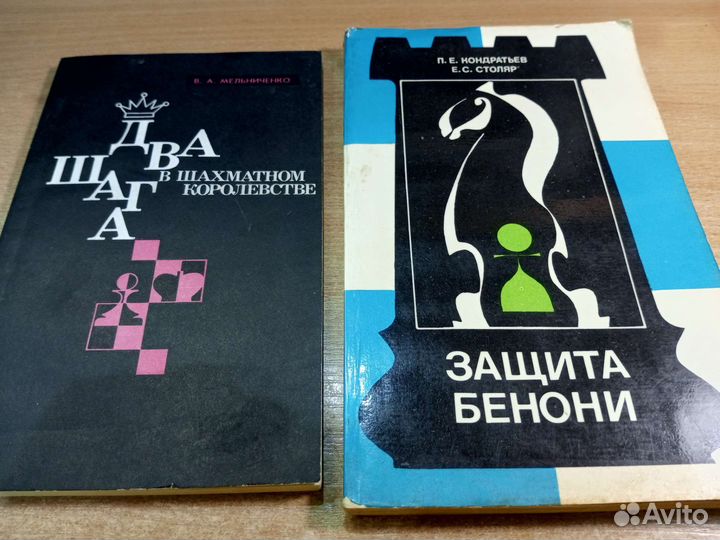 В. А. МЕЛЬНИЧЕНКО
ДВА
ШАГА
В ШАХМАТНОМ
КОРОЛЕВСТВЕ
П. Е. КОНДРАТЬЕВ
Е. С. СТОЛЯР
ЗАЩИТА
БЕНОНИ
Avito